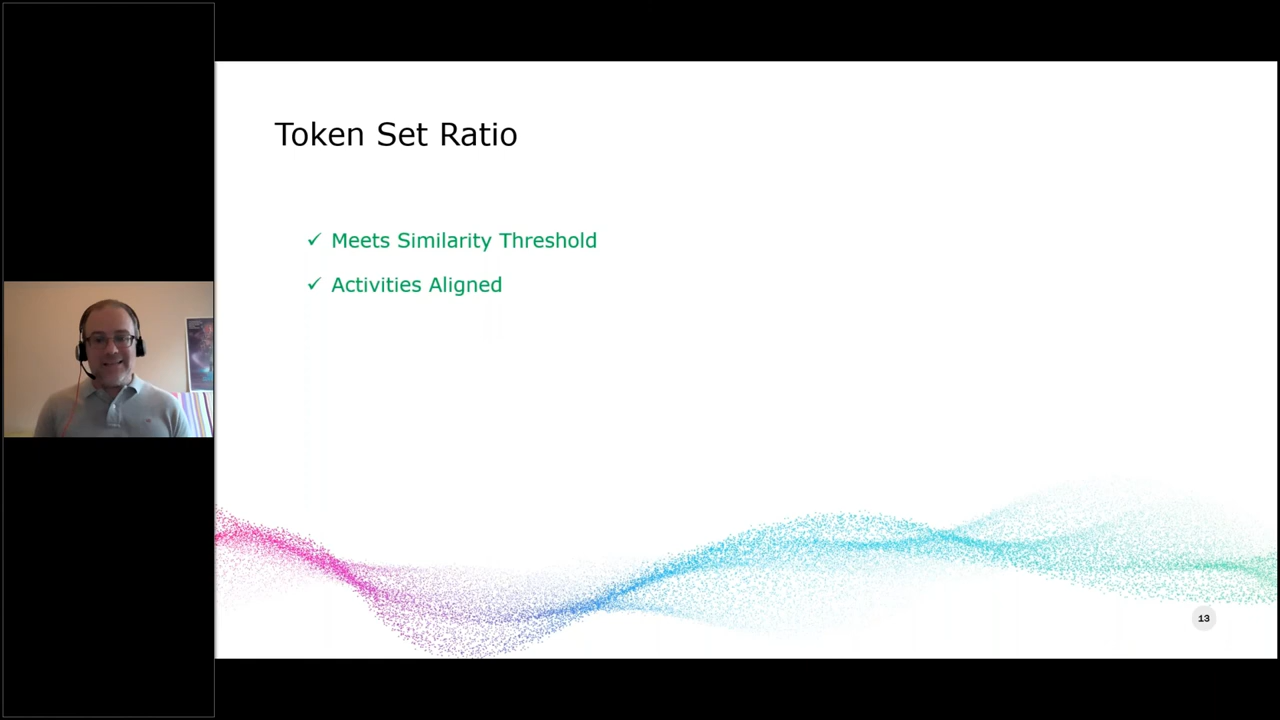 Token Set Ratio
✓ Meets Similarity Threshold
✓ Activities Aligned
13